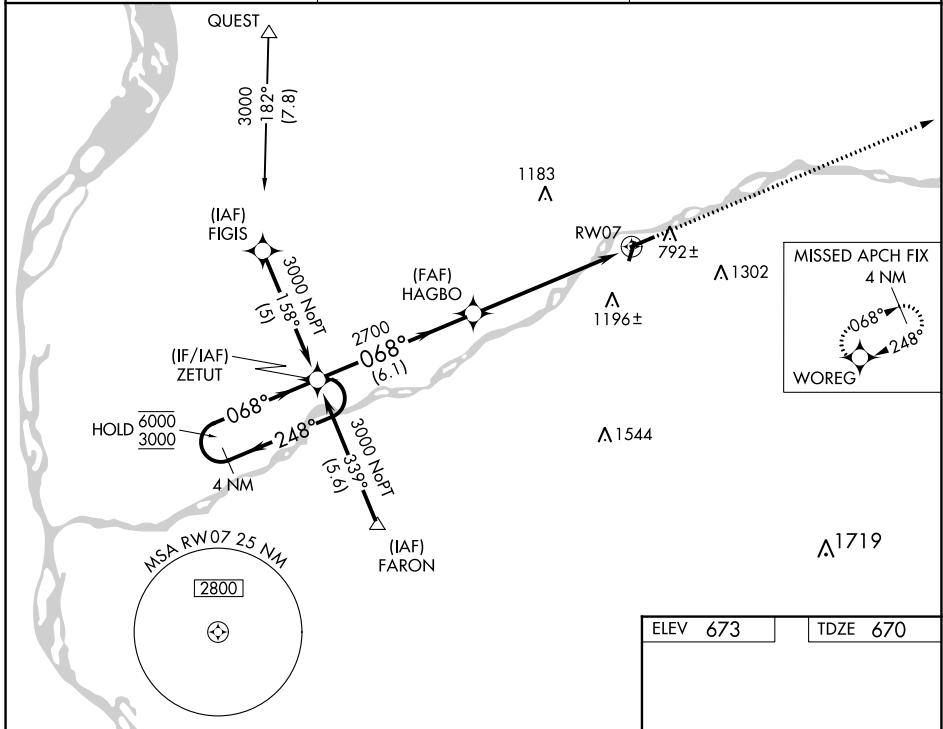 QUEST
3000
182°
(7.8)
1183
(IAF)
FIGIS
RW07
792±
3000 NoPT
158°
(5)
(FAF)
HAGBO
1302
MISSED APCH FIX
4 NM
068°
248°
WOREG
1196±
2700
068°
(6.1)
(IF/IAF)
ZETUT
HOLD 6000
3000
068°
248°
4 NM
3000 NoPT
339°
(5.6)
1544
(IAF)
FARON
1719
MSA RW07 25 NM
2800
ELEV 673
TDZE 670